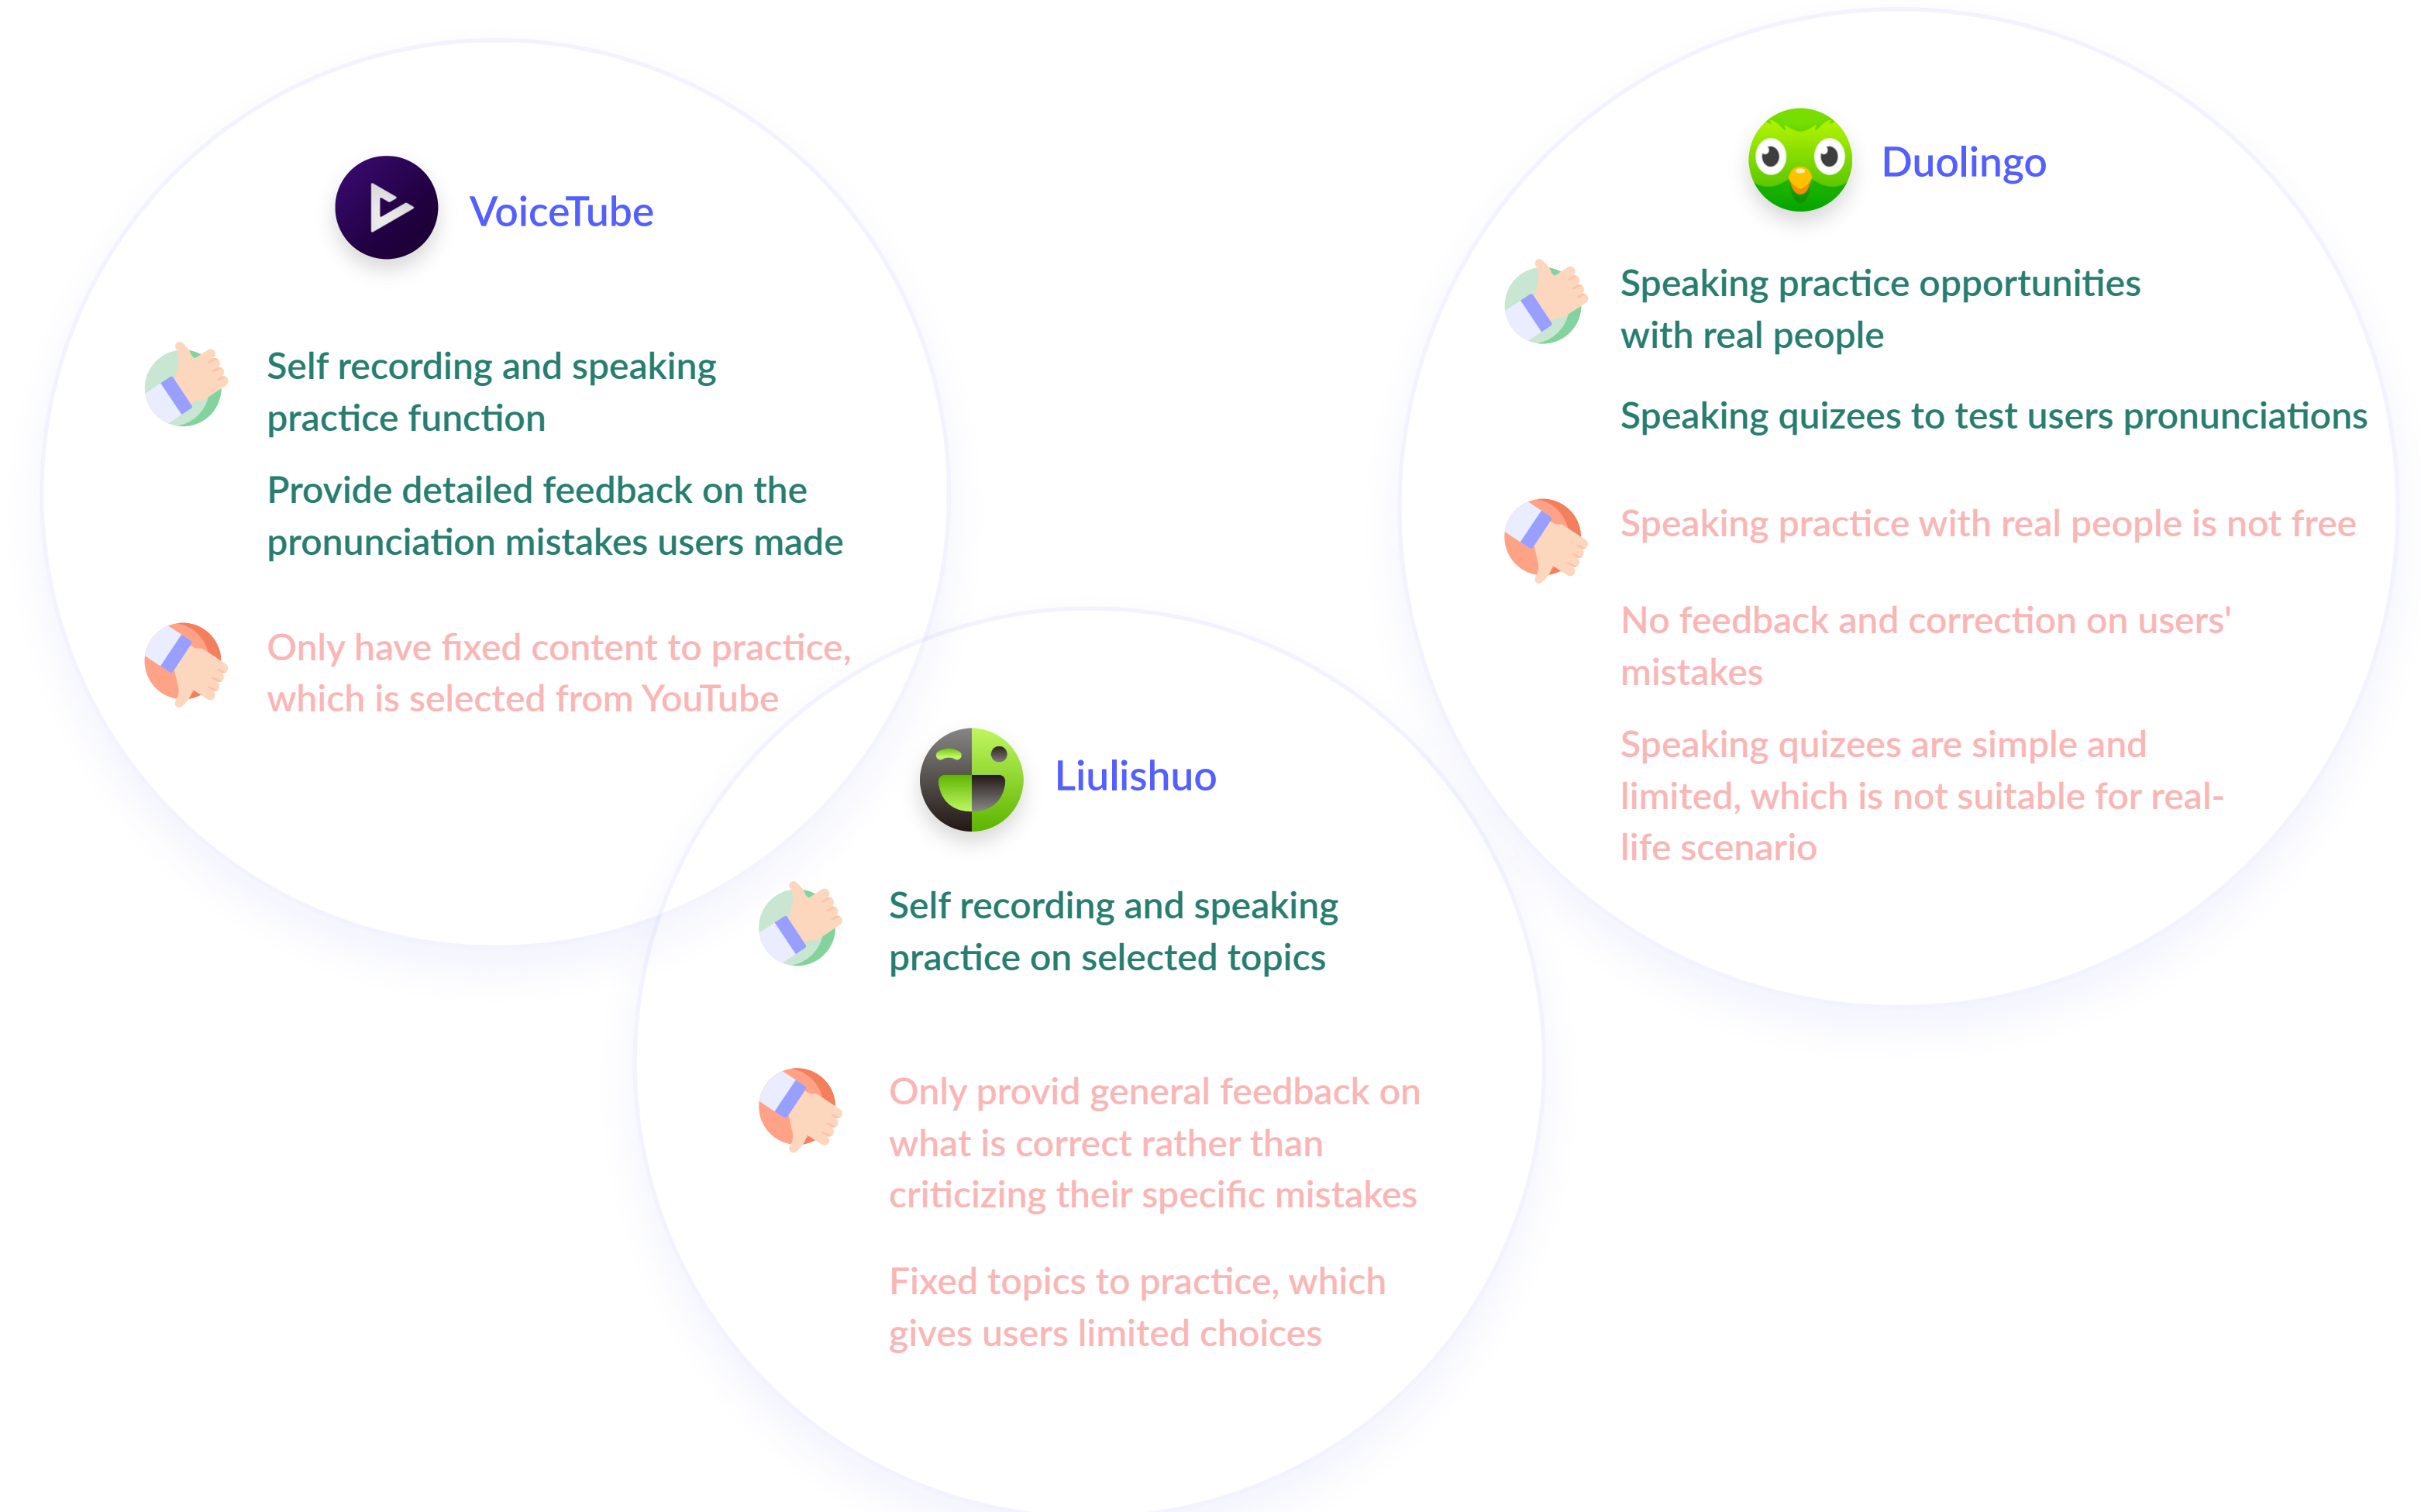 VoiceTube
Self recording and speaking
practice function
Provide detailed feedback on the
pronunciation mistakes users made
Only have fixed content to practice,
which is selected from YouTube
Liulishuo
Self recording and speaking
practice on selected topics
Only provid general feedback on
what is correct rather than
criticizing their specific mistakes
Fixed topics to practice, which
gives users limited choices
Duolingo
Speaking practice opportunities
with real people
Speaking quizees to test users pronunciations
Speaking practice with real people is not free
No feedback and correction on users'
mistakes
Speaking quizees are simple and
limited, which is not suitable for real-
life scenario